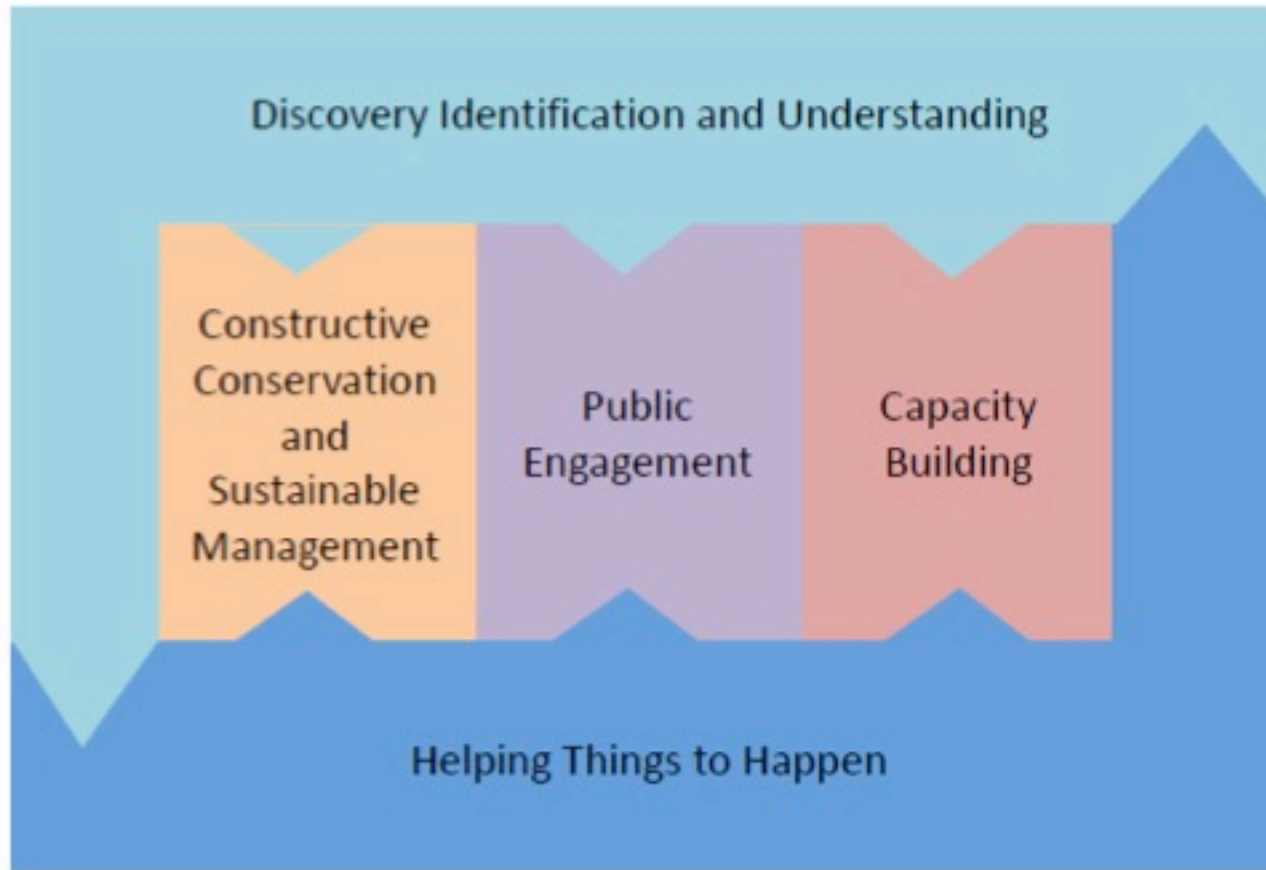 Discovery Identification and Understanding
Constructive
Conservation
and
Sustainable
Management
Public
Engagement
Capacity
Building
Helping Things to Happen